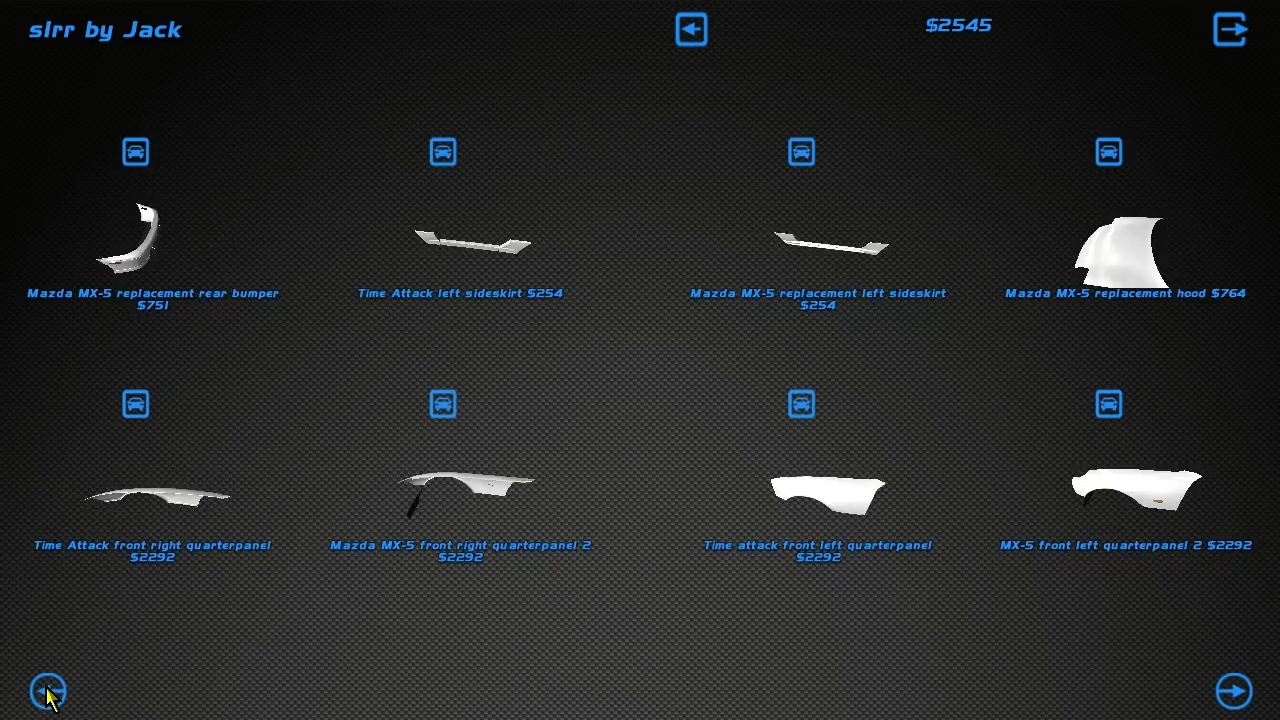 slrr by Jack
$2545
Mazda MX-5 replacement rear bumper
$751
Time Attack left sideskirt $254
Mazda MX-5 replacement left sideskirt
$254
Mazda MX-5 replacement hood $764
Time Attack front right quarterpanel
$2292
Mazda MX-5 front right quarterpanel 2
$2292
Time attack front left quarterpanel
$2292
MX-5 front left quarterpanel 2 $2292